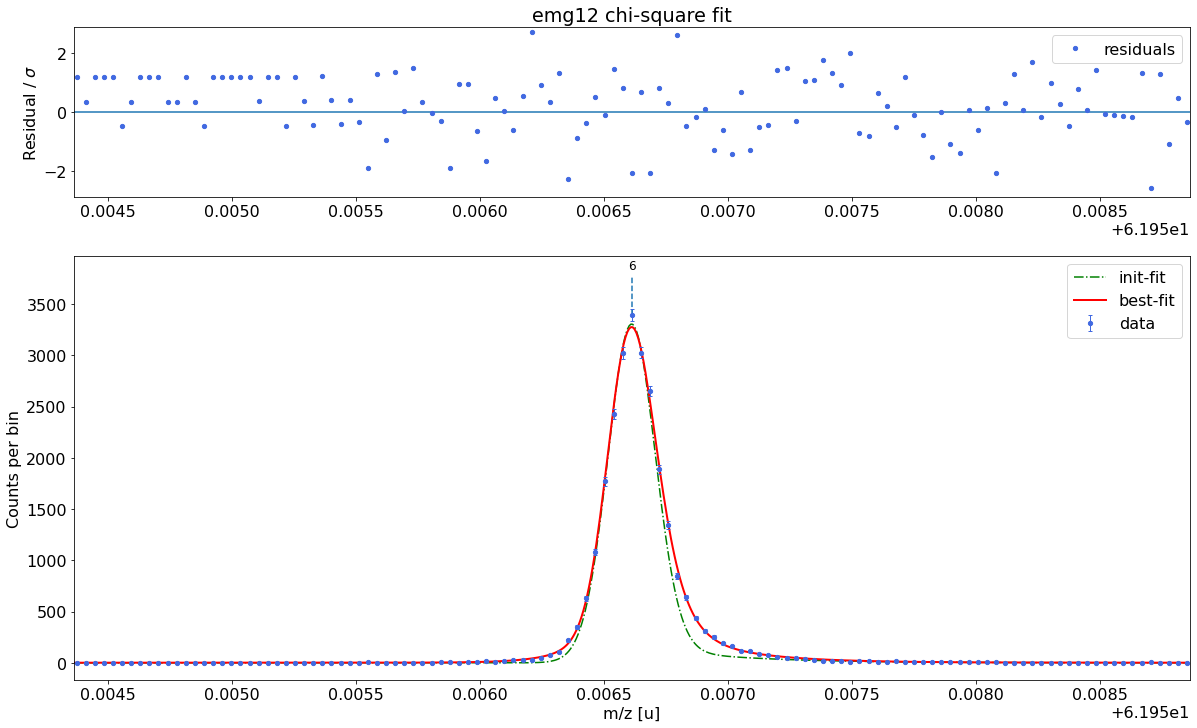 emg12 chi-square fit
Residual / σ
2
0
−2
residuals
0.0045 0.0050 0.0055 0.0060 0.0065 0.0070 0.0075 0.0080 0.0085
+6.195e1
Counts per bin
3500
3000
2500
2000
1500
1000
500
0
6
init-fit
best-fit
data
0.0045 0.0050 0.0055 0.0060 0.0065 0.0070 0.0075 0.0080 0.0085
m/z [u]
+6.195e1